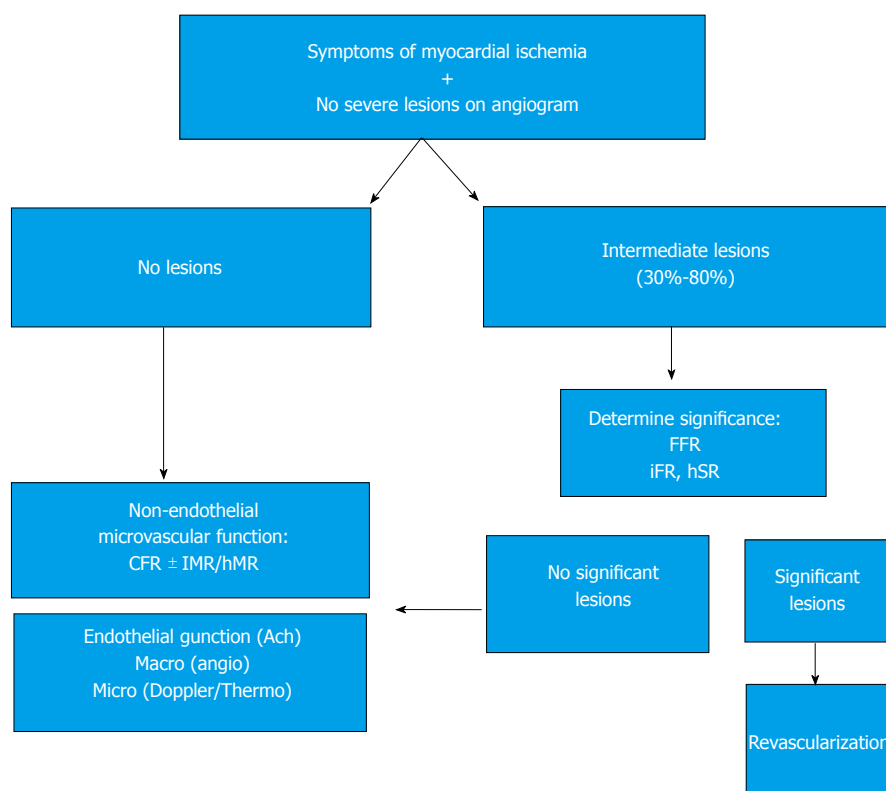 Symptoms of myocardial ischemia
+
No severe lesions on angiogram
No lesions
Intermediate lesions
(30%-80%)
Determine significance:
FFR
iFR, hSR
Non-endothelial
microvascular function:
CFR ± IMR/hMR
No significant
lesions
Significant
lesions
Endothelial gunction (Ach)
Macro (angio)
Micro (Doppler/Thermo)
Revascularization